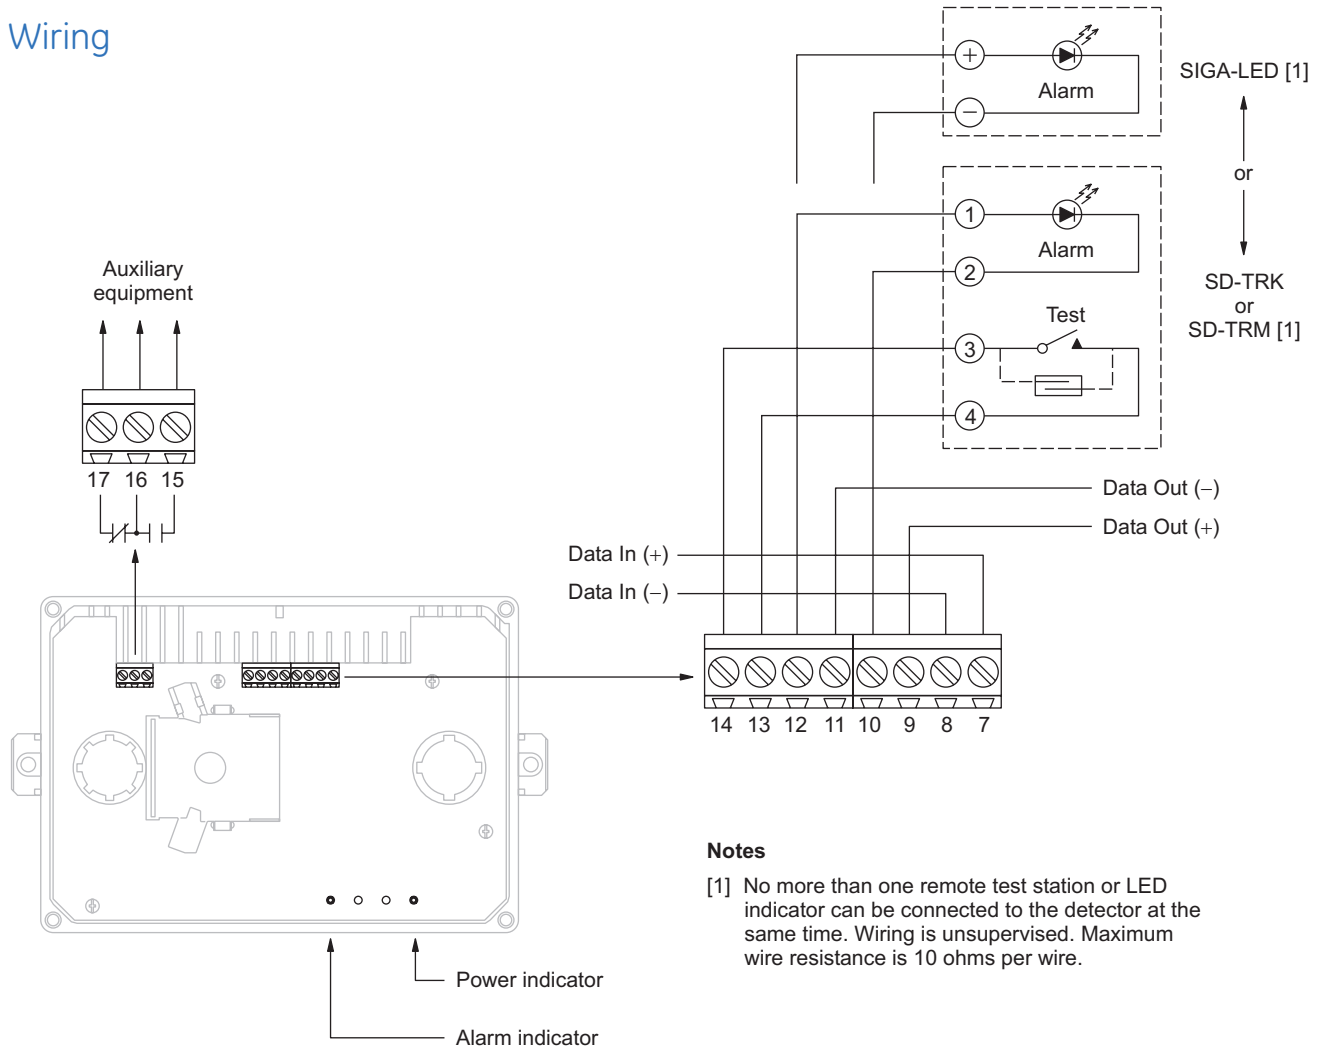 Wiring
+
Alarm
−
SIGA-LED [1]
or
1
Alarm
2
SD-TRK
or
SD-TRM [1]
Test
3
4
Auxiliary
equipment
17 16 15
Data Out (−)
Data Out (+)
Data In (+)
Data In (−)
14 13 12 11 10 9 8 7
Notes
[1] No more than one remote test station or LED
indicator can be connected to the detector at the
same time. Wiring is unsupervised. Maximum
wire resistance is 10 ohms per wire.
Power indicator
Alarm indicator